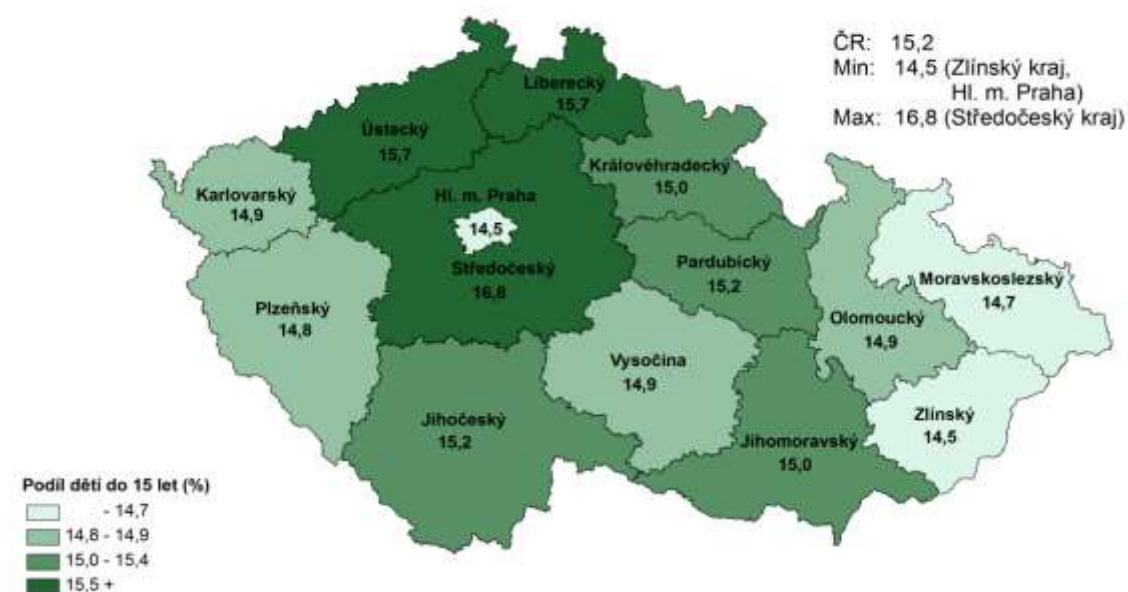 ČR: 15,2
Min: 14,5 (Zlínský kraj,
Hl. m. Praha)
Max: 16,8 (Středočeský kraj)
Liberecký
15,7
Ústecký
15,7
Královéhradecký
15,0
Karlovarský
14,9
Hl. m. Praha
14,5
Středočeský
16,8
Pardubický
15,2
Moravskoslezský
14,7
Plzeňský
14,8
Olomoucký
14,9
Vysočina
14,9
Jihočeský
15,2
Zlínský
14,5
Jihomoravský
15,0
Podíl dětí do 15 let (%)
- 14,7
14,8 - 14,9
15,0 - 15,4
15,5 +